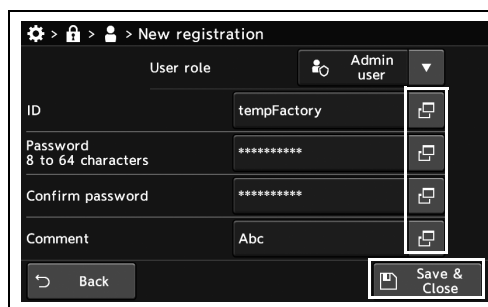 > > > New registration
User role
Admin
user
ID
tempFactory
Password
8 to 64 characters
**********
Confirm password
**********
Comment
Abc
Back
Save &
Close